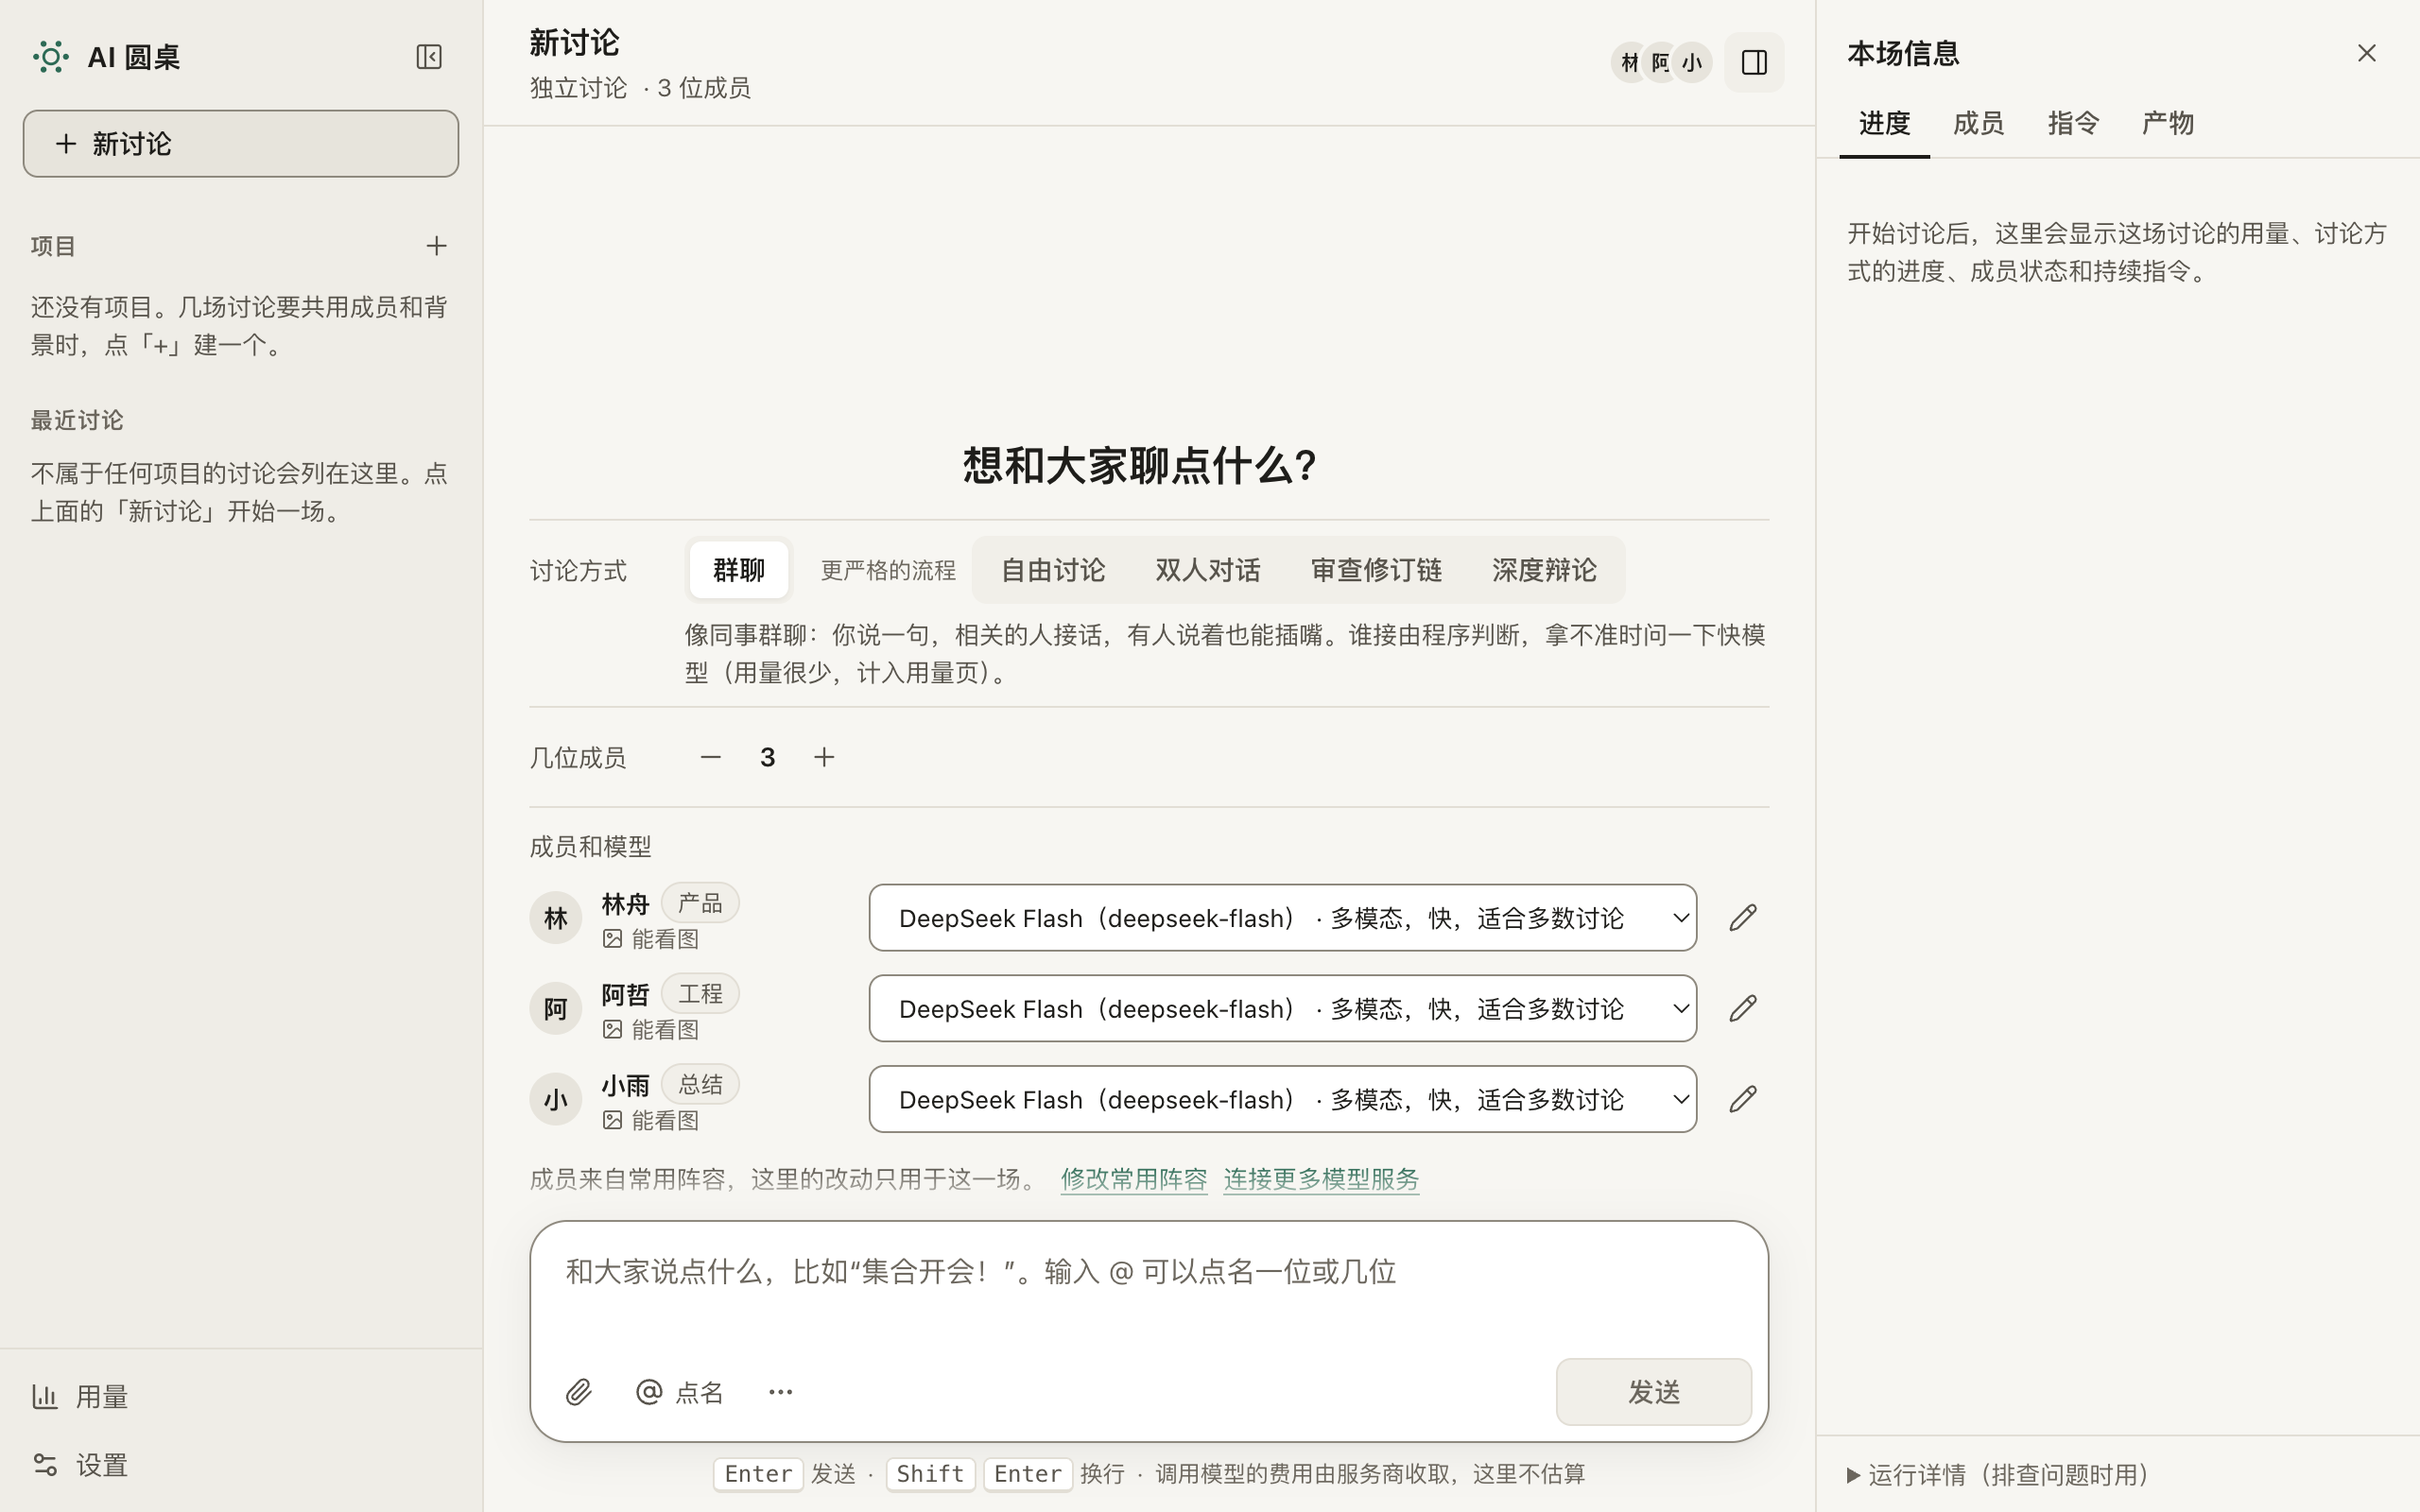 AI 圆桌
新讨论
项目
还没有项目。几场讨论要共用成员和背
景时，点「+」建一个。
最近讨论
不属于任何项目的讨论会列在这里。点
上面的「新讨论」开始一场。
用量
设置
新讨论
独立讨论 · 3 位成员
林 阿 小
想和大家聊点什么？
讨论方式 群聊 更严格的流程 自由讨论 双人对话 审查修订链 深度辩论
像同事群聊：你说一句，相关的人接话，有人说着也能插嘴。谁接由程序判断，拿不准时问一下快模
型（用量很少，计入用量页）。
几位成员 3
成员和模型
林 林舟 产品 DeepSeek Flash（deepseek-flash） · 多模态，快，适合多数讨论
能看图
阿 阿哲 工程 DeepSeek Flash（deepseek-flash） · 多模态，快，适合多数讨论
能看图
小 小雨 总结 DeepSeek Flash（deepseek-flash） · 多模态，快，适合多数讨论
能看图
成员来自常用阵容，这里的改动只用于这一场。 修改常用阵容 连接更多模型服务
和大家说点什么，比如“集合开会！”。输入 @ 可以点名一位或几位
点名 发送
Enter 发送 · Shift Enter 换行 · 调用模型的费用由服务商收取，这里不估算
本场信息
进度 成员 指令 产物
开始讨论后，这里会显示这场讨论的用量、讨论方
式的进度、成员状态和持续指令。
运行详情（排查问题时用）